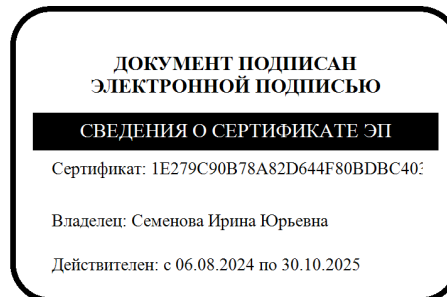 ДОКУМЕНТ ПОДПИСАН
ЭЛЕКТРОННОЙ ПОДПИСЬЮ
СВЕДЕНИЯ О СЕРТИФИКАТЕ ЭП
Сертификат: 1E279C90B78A82D644F80BDBC403
Владелец: Семенова Ирина Юрьевна
Действителен: с 06.08.2024 по 30.10.2025